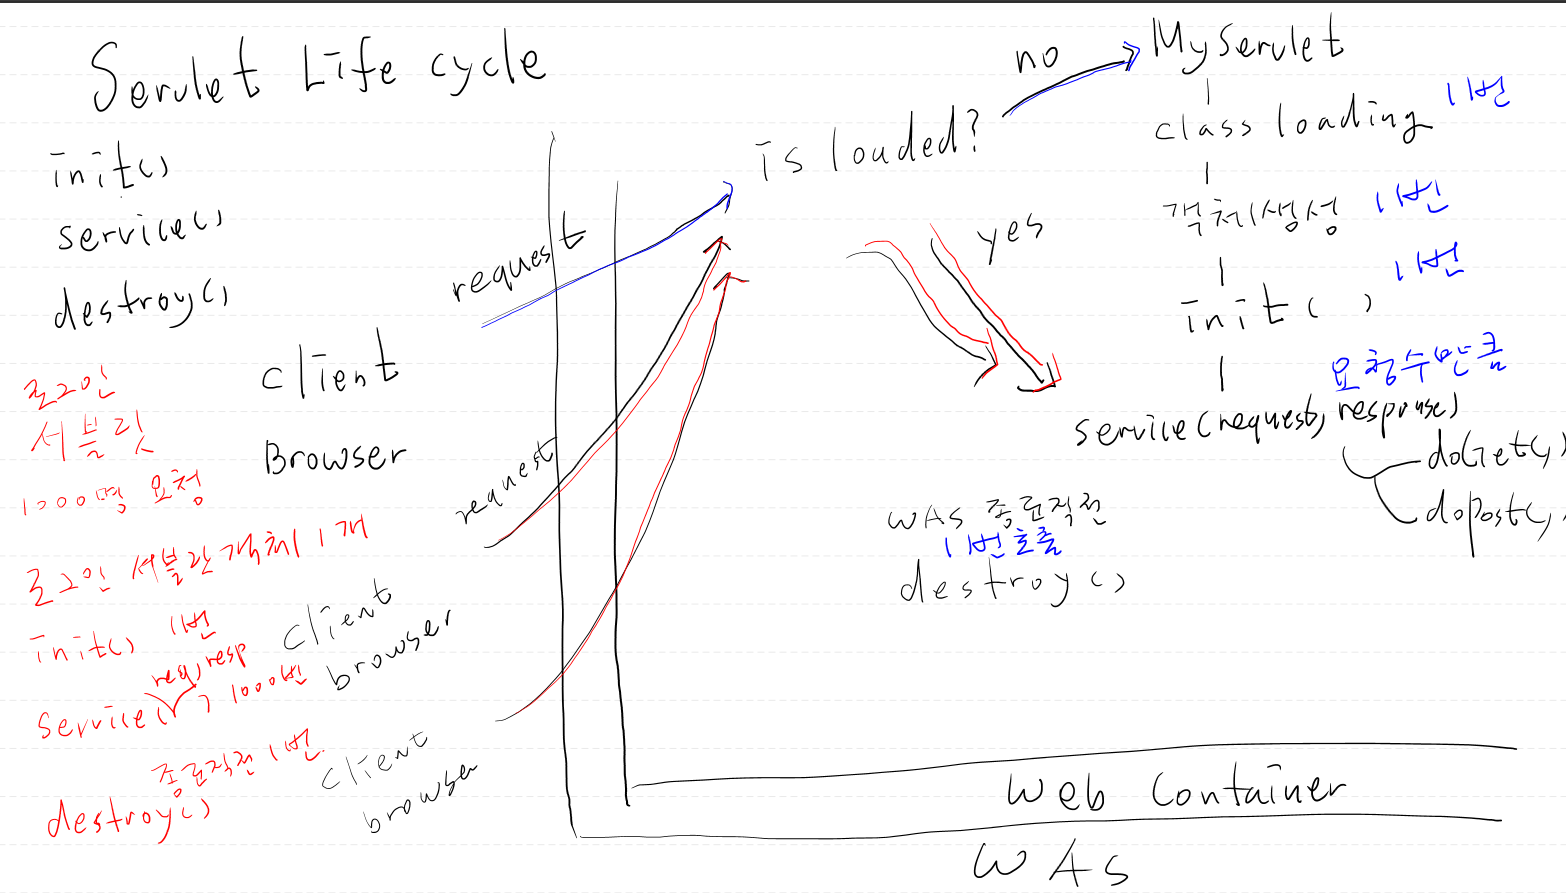 Servlet Life cycle
init()
service()
destroy()
client
Browser
로그인
서블릿
1000명 요청
로그인 서블릿 객체 1개
init() 1번
req, resp
service( ) 1000번
종료직전 1번
destroy()
client
browser
client
browser
request
request
is loaded?
no
yes
MyServlet
class loading 1번
객체생성 1번
init( ) 1번
요청수만큼
service(request, response)
doGet(,)
dopost(,)
WAS 종료직전
1번호출
destroy()
Web Container
WAS